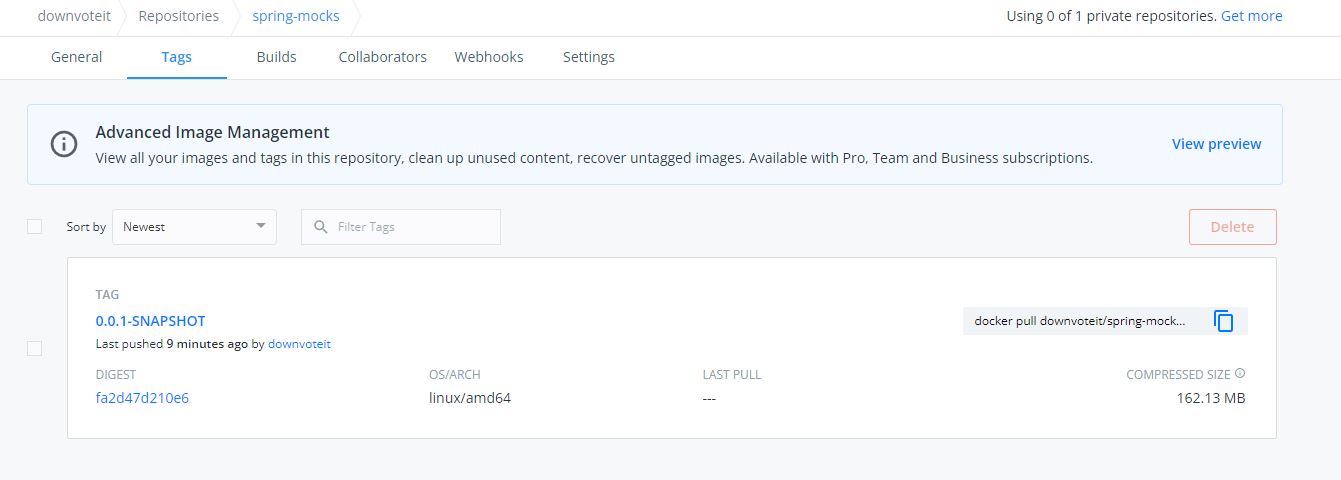 downvoteit Repositories spring-mocks Using 0 of 1 private repositories. Get more
General Tags Builds Collaborators Webhooks Settings
Advanced Image Management
View all your images and tags in this repository, clean up unused content, recover untagged images. Available with Pro, Team and Business subscriptions.
View preview
Sort by Newest Filter Tags Delete
TAG
0.0.1-SNAPSHOT
docker pull downvoteit/spring-mock...
Last pushed 9 minutes ago by downvoteit
DIGEST OS/ARCH LAST PULL COMPRESSED SIZE
fa2d47d210e6 linux/amd64 --- 162.13 MB